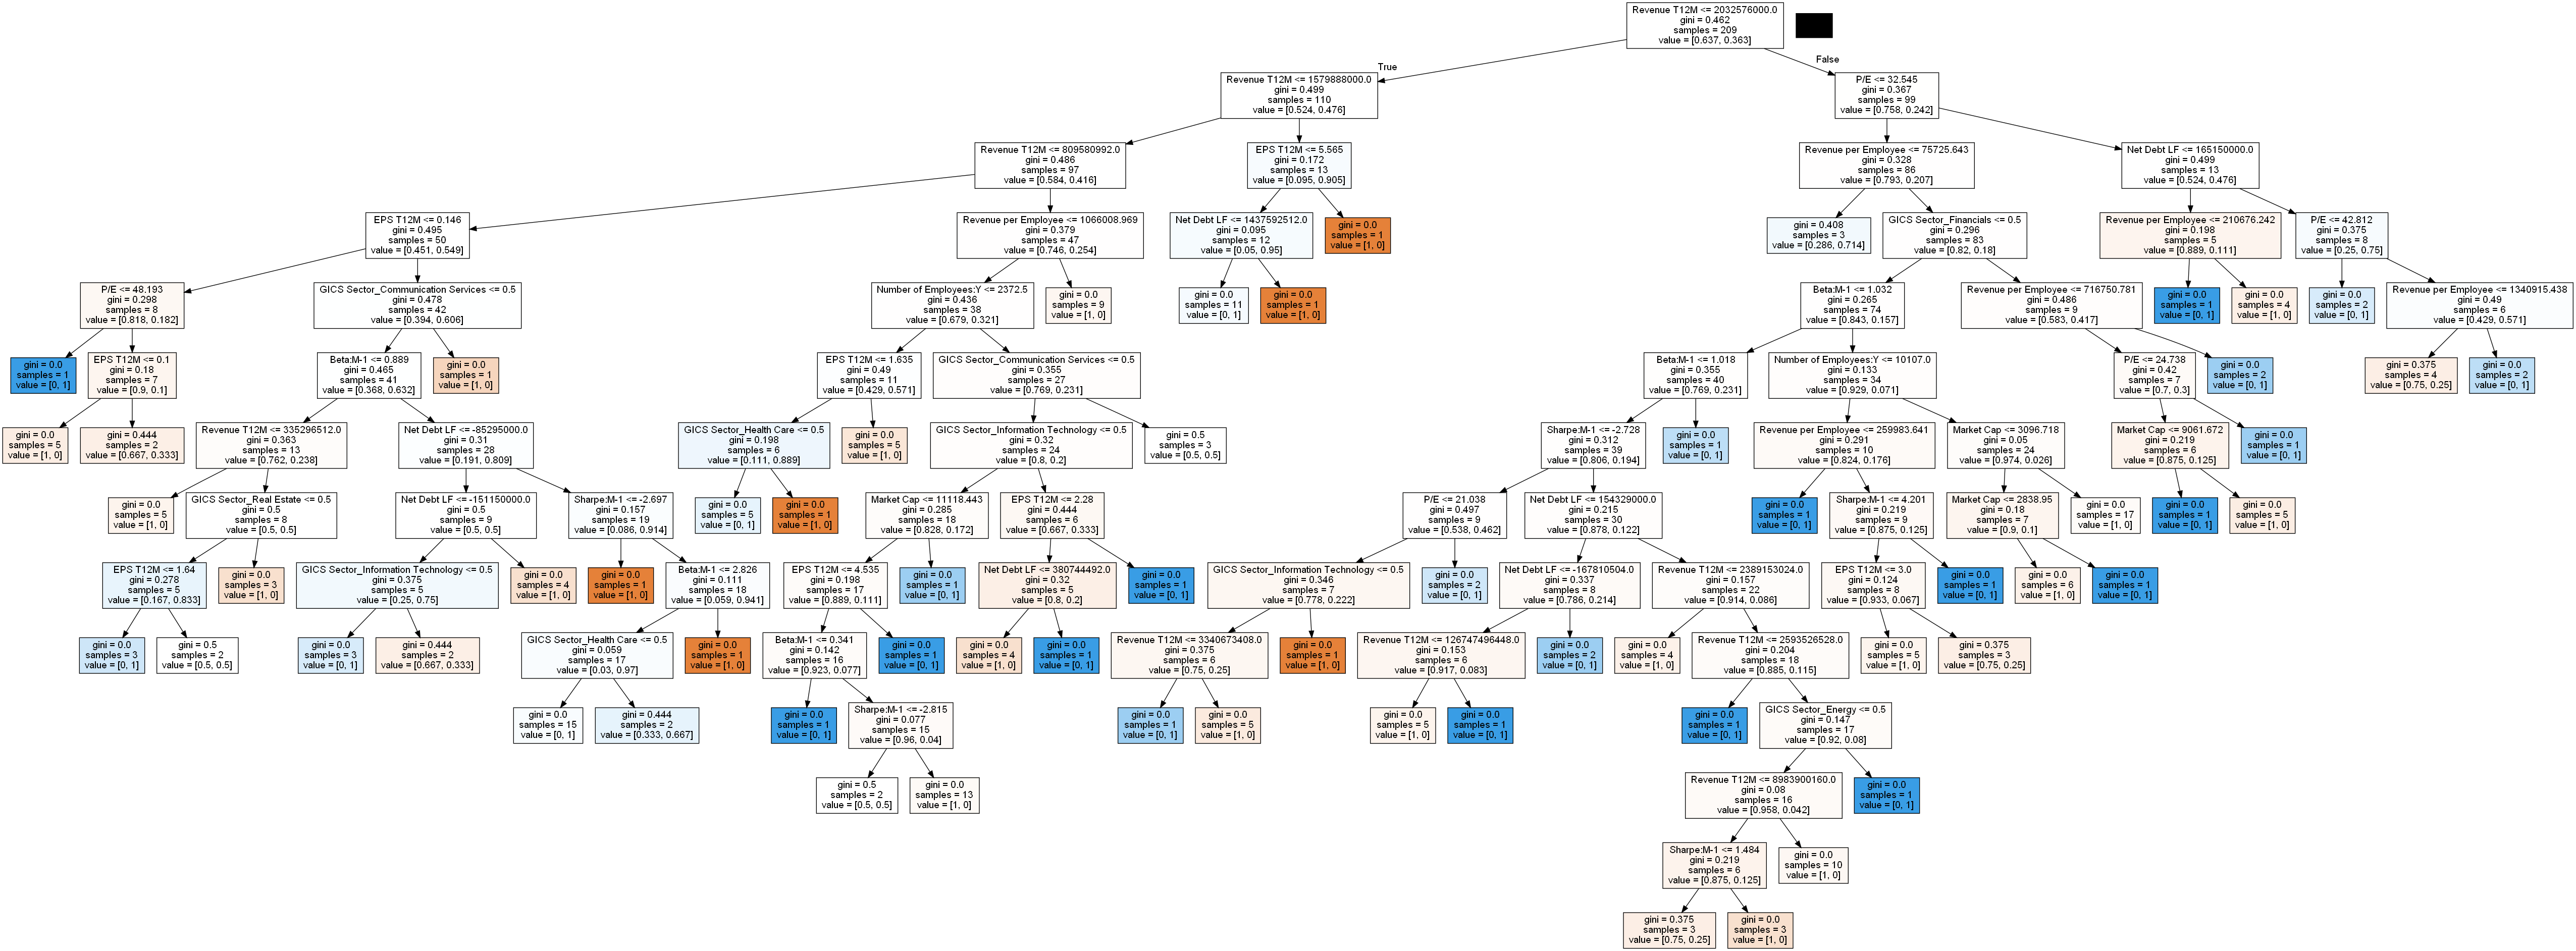 Revenue T12M <= 2032576000.0
gini = 0.462
samples = 209
value = [0.637, 0.363]
True
False
Revenue T12M <= 1579888000.0
gini = 0.499
samples = 110
value = [0.524, 0.476]
P/E <= 32.545
gini = 0.367
samples = 99
value = [0.758, 0.242]
Revenue T12M <= 809580992.0
gini = 0.486
samples = 97
value = [0.584, 0.416]
EPS T12M <= 5.565
gini = 0.172
samples = 13
value = [0.095, 0.905]
Revenue per Employee <= 75725.643
gini = 0.328
samples = 86
value = [0.793, 0.207]
Net Debt LF <= 165150000.0
gini = 0.499
samples = 13
value = [0.524, 0.476]
EPS T12M <= 0.146
gini = 0.495
samples = 50
value = [0.451, 0.549]
Revenue per Employee <= 1066008.969
gini = 0.379
samples = 47
value = [0.746, 0.254]
Net Debt LF <= 1437592512.0
gini = 0.095
samples = 12
value = [0.05, 0.95]
gini = 0.0
samples = 1
value = [1, 0]
gini = 0.408
samples = 3
value = [0.286, 0.714]
GICS Sector_Financials <= 0.5
gini = 0.296
samples = 83
value = [0.82, 0.18]
Revenue per Employee <= 210676.242
gini = 0.198
samples = 5
value = [0.889, 0.111]
P/E <= 42.812
gini = 0.375
samples = 8
value = [0.25, 0.75]
P/E <= 48.193
gini = 0.298
samples = 8
value = [0.818, 0.182]
GICS Sector_Communication Services <= 0.5
gini = 0.478
samples = 42
value = [0.394, 0.606]
Number of Employees:Y <= 2372.5
gini = 0.436
samples = 38
value = [0.679, 0.321]
gini = 0.0
samples = 9
value = [1, 0]
gini = 0.0
samples = 11
value = [0, 1]
gini = 0.0
samples = 1
value = [1, 0]
Beta:M-1 <= 1.032
gini = 0.265
samples = 74
value = [0.843, 0.157]
Revenue per Employee <= 716750.781
gini = 0.486
samples = 9
value = [0.583, 0.417]
gini = 0.0
samples = 1
value = [0, 1]
gini = 0.0
samples = 4
value = [1, 0]
gini = 0.0
samples = 2
value = [0, 1]
Revenue per Employee <= 1340915.438
gini = 0.49
samples = 6
value = [0.429, 0.571]
gini = 0.0
samples = 1
value = [0, 1]
EPS T12M <= 0.1
gini = 0.18
samples = 7
value = [0.9, 0.1]
Beta:M-1 <= 0.889
gini = 0.465
samples = 41
value = [0.368, 0.632]
gini = 0.0
samples = 1
value = [1, 0]
EPS T12M <= 1.635
gini = 0.49
samples = 11
value = [0.429, 0.571]
GICS Sector_Communication Services <= 0.5
gini = 0.355
samples = 27
value = [0.769, 0.231]
Beta:M-1 <= 1.018
gini = 0.355
samples = 40
value = [0.769, 0.231]
Number of Employees:Y <= 10107.0
gini = 0.133
samples = 34
value = [0.929, 0.071]
P/E <= 24.738
gini = 0.42
samples = 7
value = [0.7, 0.3]
gini = 0.0
samples = 2
value = [0, 1]
gini = 0.375
samples = 4
value = [0.75, 0.25]
gini = 0.0
samples = 2
value = [0, 1]
gini = 0.0
samples = 5
value = [1, 0]
gini = 0.444
samples = 2
value = [0.667, 0.333]
Revenue T12M <= 335296512.0
gini = 0.363
samples = 13
value = [0.762, 0.238]
Net Debt LF <= -85295000.0
gini = 0.31
samples = 28
value = [0.191, 0.809]
GICS Sector_Health Care <= 0.5
gini = 0.198
samples = 6
value = [0.111, 0.889]
gini = 0.0
samples = 5
value = [1, 0]
GICS Sector_Information Technology <= 0.5
gini = 0.32
samples = 24
value = [0.8, 0.2]
gini = 0.5
samples = 3
value = [0.5, 0.5]
Sharpe:M-1 <= -2.728
gini = 0.312
samples = 39
value = [0.806, 0.194]
gini = 0.0
samples = 1
value = [0, 1]
Revenue per Employee <= 259983.641
gini = 0.291
samples = 10
value = [0.824, 0.176]
Market Cap <= 3096.718
gini = 0.05
samples = 24
value = [0.974, 0.026]
Market Cap <= 9061.672
gini = 0.219
samples = 6
value = [0.875, 0.125]
gini = 0.0
samples = 1
value = [0, 1]
gini = 0.0
samples = 5
value = [1, 0]
GICS Sector_Real Estate <= 0.5
gini = 0.5
samples = 8
value = [0.5, 0.5]
Net Debt LF <= -151150000.0
gini = 0.5
samples = 9
value = [0.5, 0.5]
Sharpe:M-1 <= -2.697
gini = 0.157
samples = 19
value = [0.086, 0.914]
gini = 0.0
samples = 5
value = [0, 1]
gini = 0.0
samples = 1
value = [1, 0]
Market Cap <= 11118.443
gini = 0.285
samples = 18
value = [0.828, 0.172]
EPS T12M <= 2.28
gini = 0.444
samples = 6
value = [0.667, 0.333]
P/E <= 21.038
gini = 0.497
samples = 9
value = [0.538, 0.462]
Net Debt LF <= 154329000.0
gini = 0.215
samples = 30
value = [0.878, 0.122]
gini = 0.0
samples = 1
value = [0, 1]
Sharpe:M-1 <= 4.201
gini = 0.219
samples = 9
value = [0.875, 0.125]
Market Cap <= 2838.95
gini = 0.18
samples = 7
value = [0.9, 0.1]
gini = 0.0
samples = 17
value = [1, 0]
gini = 0.0
samples = 1
value = [0, 1]
gini = 0.0
samples = 5
value = [1, 0]
EPS T12M <= 1.64
gini = 0.278
samples = 5
value = [0.167, 0.833]
gini = 0.0
samples = 3
value = [1, 0]
GICS Sector_Information Technology <= 0.5
gini = 0.375
samples = 5
value = [0.25, 0.75]
gini = 0.0
samples = 4
value = [1, 0]
gini = 0.0
samples = 1
value = [1, 0]
Beta:M-1 <= 2.826
gini = 0.111
samples = 18
value = [0.059, 0.941]
EPS T12M <= 4.535
gini = 0.198
samples = 17
value = [0.889, 0.111]
gini = 0.0
samples = 1
value = [0, 1]
Net Debt LF <= 380744492.0
gini = 0.32
samples = 5
value = [0.8, 0.2]
gini = 0.0
samples = 1
value = [0, 1]
GICS Sector_Information Technology <= 0.5
gini = 0.346
samples = 7
value = [0.778, 0.222]
gini = 0.0
samples = 2
value = [0, 1]
Net Debt LF <= -167810504.0
gini = 0.337
samples = 8
value = [0.786, 0.214]
Revenue T12M <= 2389153024.0
gini = 0.157
samples = 22
value = [0.914, 0.086]
EPS T12M <= 3.0
gini = 0.124
samples = 8
value = [0.933, 0.067]
gini = 0.0
samples = 1
value = [0, 1]
gini = 0.0
samples = 6
value = [1, 0]
gini = 0.0
samples = 1
value = [0, 1]
gini = 0.0
samples = 3
value = [0, 1]
gini = 0.5
samples = 2
value = [0.5, 0.5]
gini = 0.0
samples = 3
value = [0, 1]
gini = 0.444
samples = 2
value = [0.667, 0.333]
GICS Sector_Health Care <= 0.5
gini = 0.059
samples = 17
value = [0.03, 0.97]
gini = 0.0
samples = 1
value = [1, 0]
Beta:M-1 <= 0.341
gini = 0.142
samples = 16
value = [0.923, 0.077]
gini = 0.0
samples = 1
value = [0, 1]
gini = 0.0
samples = 4
value = [1, 0]
gini = 0.0
samples = 1
value = [0, 1]
Revenue T12M <= 3340673408.0
gini = 0.375
samples = 6
value = [0.75, 0.25]
gini = 0.0
samples = 1
value = [1, 0]
Revenue T12M <= 126747496448.0
gini = 0.153
samples = 6
value = [0.917, 0.083]
gini = 0.0
samples = 2
value = [0, 1]
gini = 0.0
samples = 4
value = [1, 0]
Revenue T12M <= 2593526528.0
gini = 0.204
samples = 18
value = [0.885, 0.115]
gini = 0.0
samples = 5
value = [1, 0]
gini = 0.375
samples = 3
value = [0.75, 0.25]
gini = 0.0
samples = 15
value = [0, 1]
gini = 0.444
samples = 2
value = [0.333, 0.667]
gini = 0.0
samples = 1
value = [0, 1]
Sharpe:M-1 <= -2.815
gini = 0.077
samples = 15
value = [0.96, 0.04]
gini = 0.0
samples = 1
value = [0, 1]
gini = 0.0
samples = 5
value = [1, 0]
gini = 0.0
samples = 5
value = [1, 0]
gini = 0.0
samples = 1
value = [0, 1]
gini = 0.0
samples = 1
value = [0, 1]
GICS Sector_Energy <= 0.5
gini = 0.147
samples = 17
value = [0.92, 0.08]
gini = 0.5
samples = 2
value = [0.5, 0.5]
gini = 0.0
samples = 13
value = [1, 0]
Revenue T12M <= 8983900160.0
gini = 0.08
samples = 16
value = [0.958, 0.042]
gini = 0.0
samples = 1
value = [0, 1]
Sharpe:M-1 <= 1.484
gini = 0.219
samples = 6
value = [0.875, 0.125]
gini = 0.0
samples = 10
value = [1, 0]
gini = 0.375
samples = 3
value = [0.75, 0.25]
gini = 0.0
samples = 3
value = [1, 0]